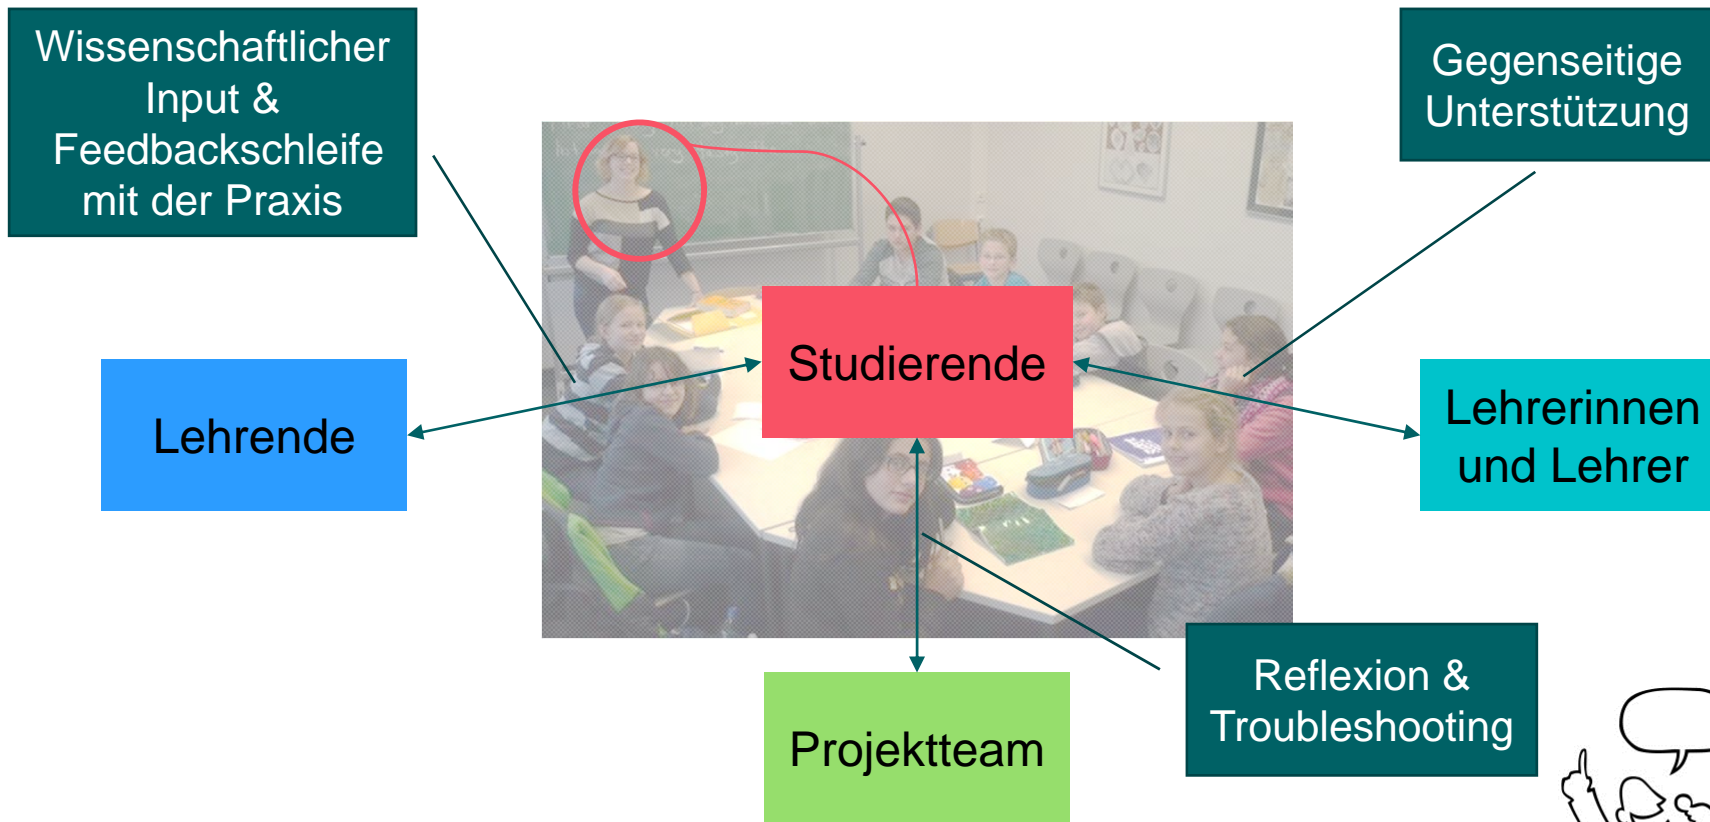 Wissenschaftlicher
Input &
Feedbackschleife
mit der Praxis
Gegenseitige
Unterstützung
Studierende
Lehrende
Lehrerinnen
und Lehrer
Reflexion &
Troubleshooting
Projektteam